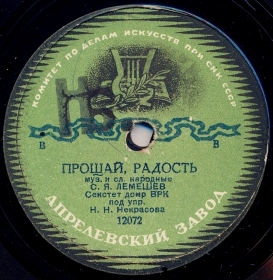 КОМИТЕТ ПО ДЕЛАМ ИСКУССТВ ПРИ СНК СССР
НБ
В В
ПРОЩАЙ, РАДОСТЬ
муз. и сл. народные
С. Я. ЛЕМЕШЕВ
Секстет домр ВРК
под упр.
Н. Н. Некрасова
12072
АПРЕЛЕВСКИЙ ЗАВОД